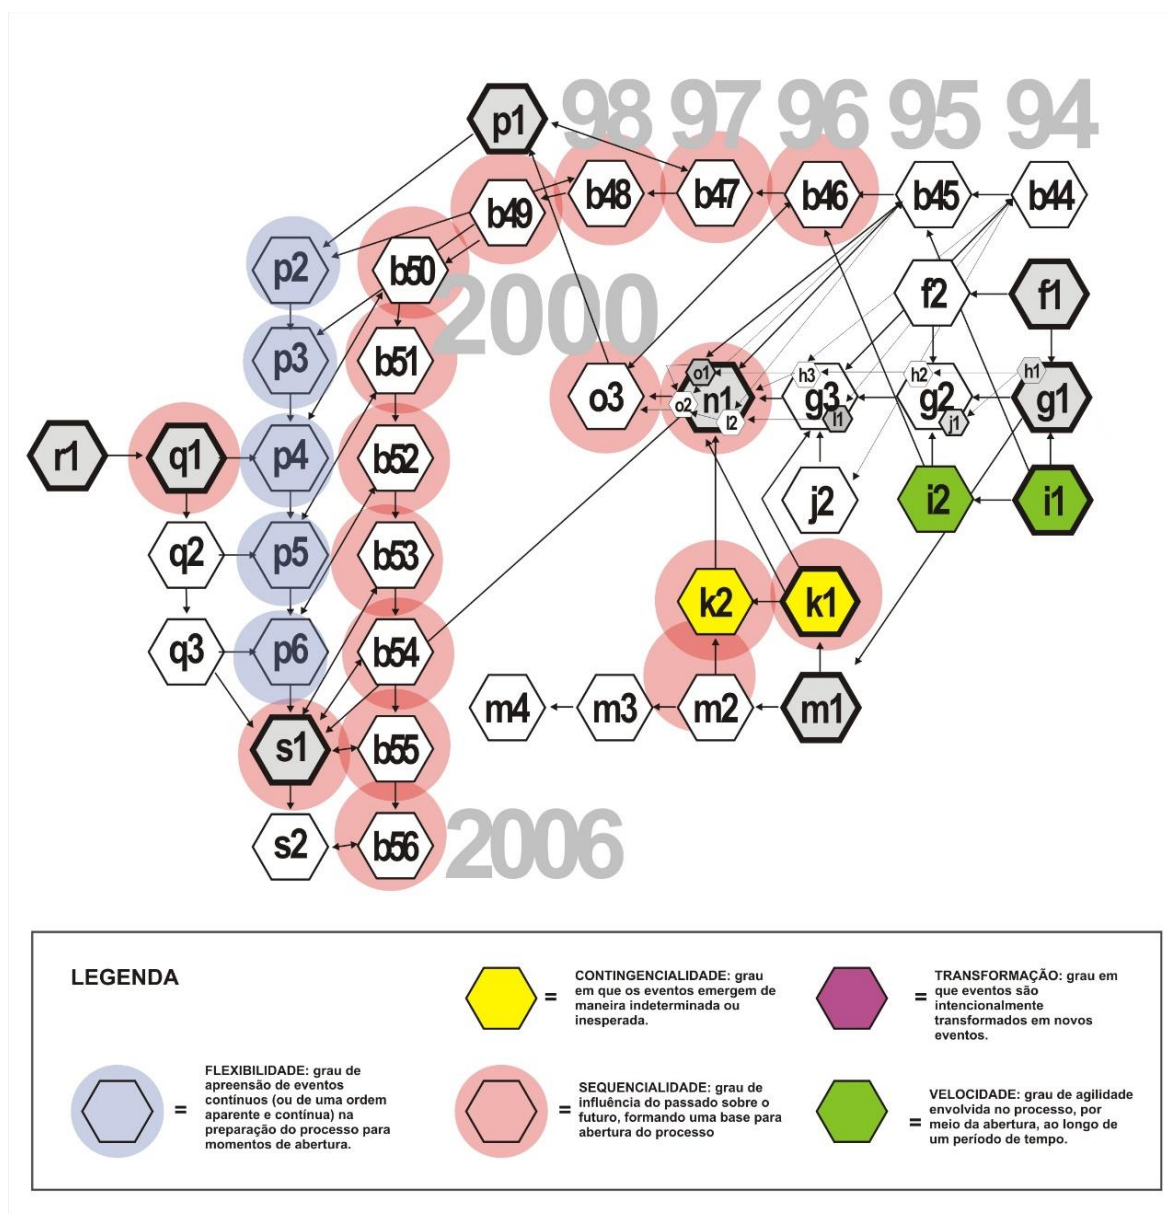 98 97 96 95 94
p1
b49 b48 b47 b46 b45 b44
p2 b50 f2 f1
2000
p3 b51 o3 o1 n1 o2 l2 h3 g3 l1 h2 g2 j1 h1 g1
r1 q1 p4 b52 j2 i2 i1
q2 p5 b53 k2 k1
q3 p6 b54 m4 m3 m2 m1
s1 b55
s2 b56 2006
LEGENDA
= CONTINGENCIALIDADE: grau
em que os eventos emergem de
maneira indeterminada ou
inesperada.
= TRANSFORMAÇÃO: grau em
que eventos são
intencionalmente
transformados em novos
eventos.
= FLEXIBILIDADE: grau de
apreensão de eventos
contínuos (ou de uma ordem
aparente e contínua) na
preparação do processo para
momentos de abertura.
= SEQUENCIALIDADE: grau de
influência do passado sobre o
futuro, formando uma base para
abertura do processo
= VELOCIDADE: grau de agilidade
envolvida no processo, por
meio da abertura, ao longo de
um período de tempo.